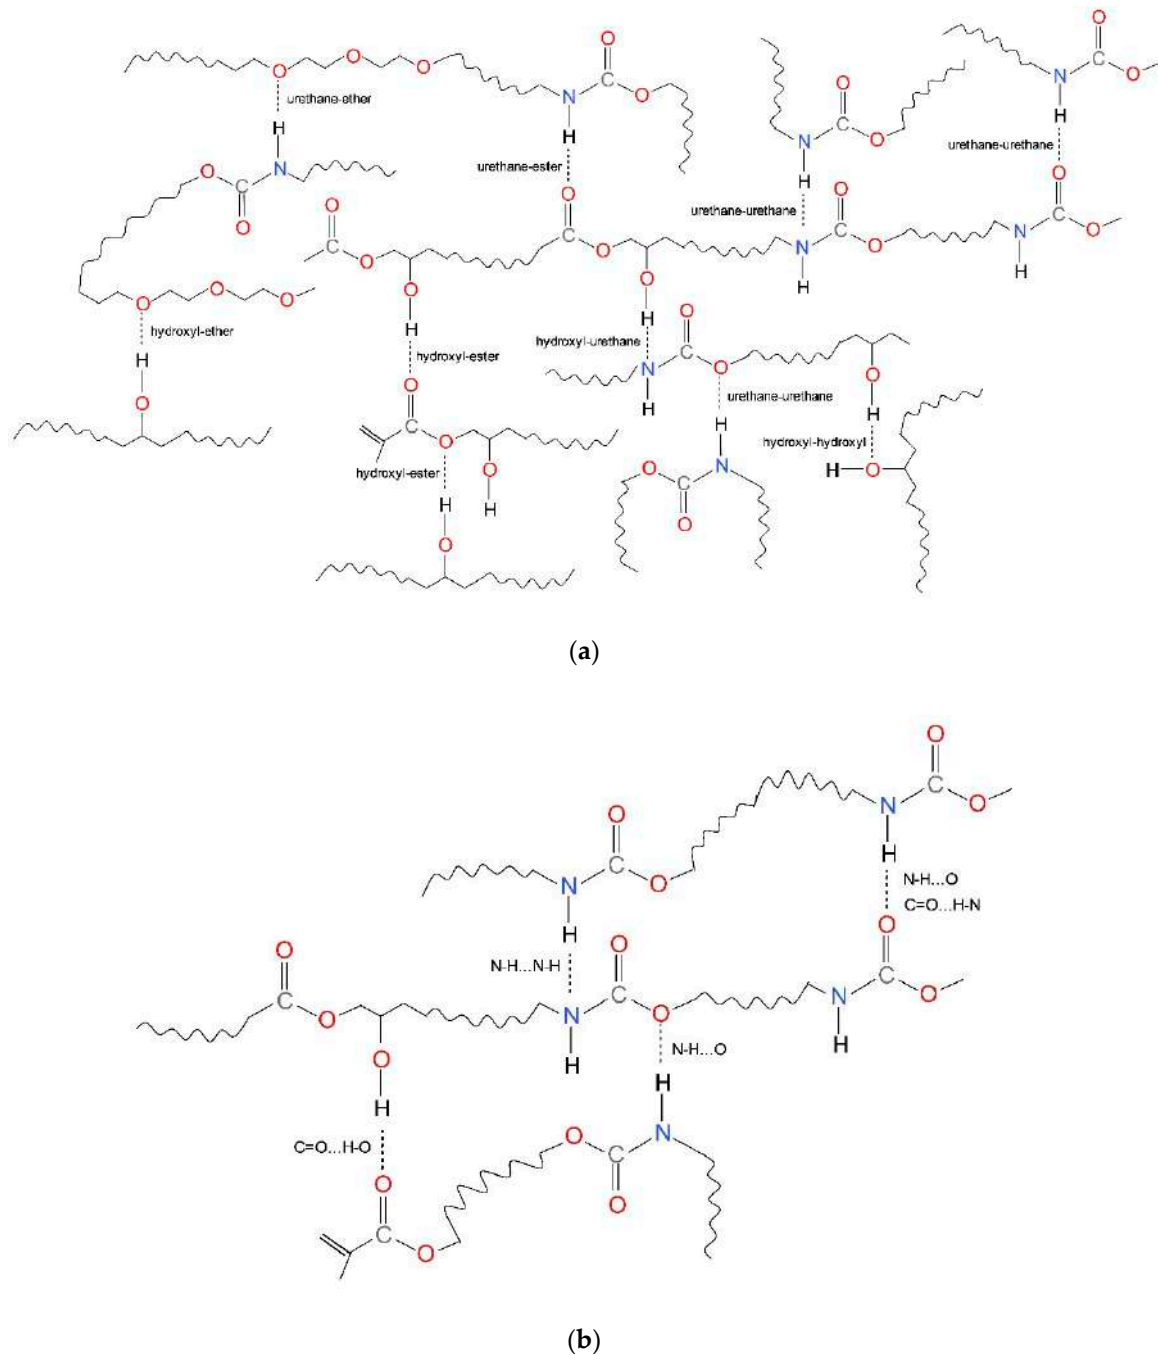 O
O
O
O
O
O
urethane-ether
N
C
O
H
H
urethane-ester
O
C
N
O
O
N
C
O
H
urethane-urethane
N
C
O
H
urethane-urethane
O
C
O
O
C
O
O
H
O
H
N
H
C
O
O
N
H
C
O
O
O
O
O
hydroxyl-ether
H
O
hydroxyl-ester
O
C
O
hydroxyl-ester
H
O
O
H
hydroxyl-urethane
N
H
C
O
O
urethane-urethane
H
N
O
C
O
O
H
hydroxyl-hydroxyl
H
O
(a)
O
C
O
N
H
O
C
O
N
H
N-H...O
C=O...H-N
N-H...N-H
O
C
O
O
H
N
H
O
C
O
N-H...O
N
H
O
C
O
H
N
O
C
O
C=O...H-O
O
C
O
(b)